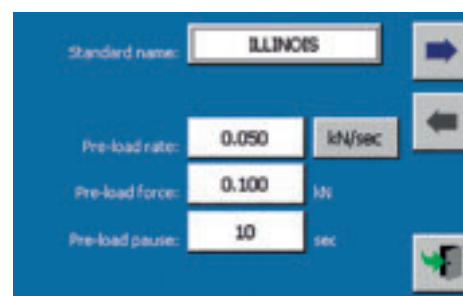 Standard name: ILLINOIS
Pre-load rate: 0.050 kN/sec
Pre-load force: 0.100 kN
Pre-load pause: 10 sec